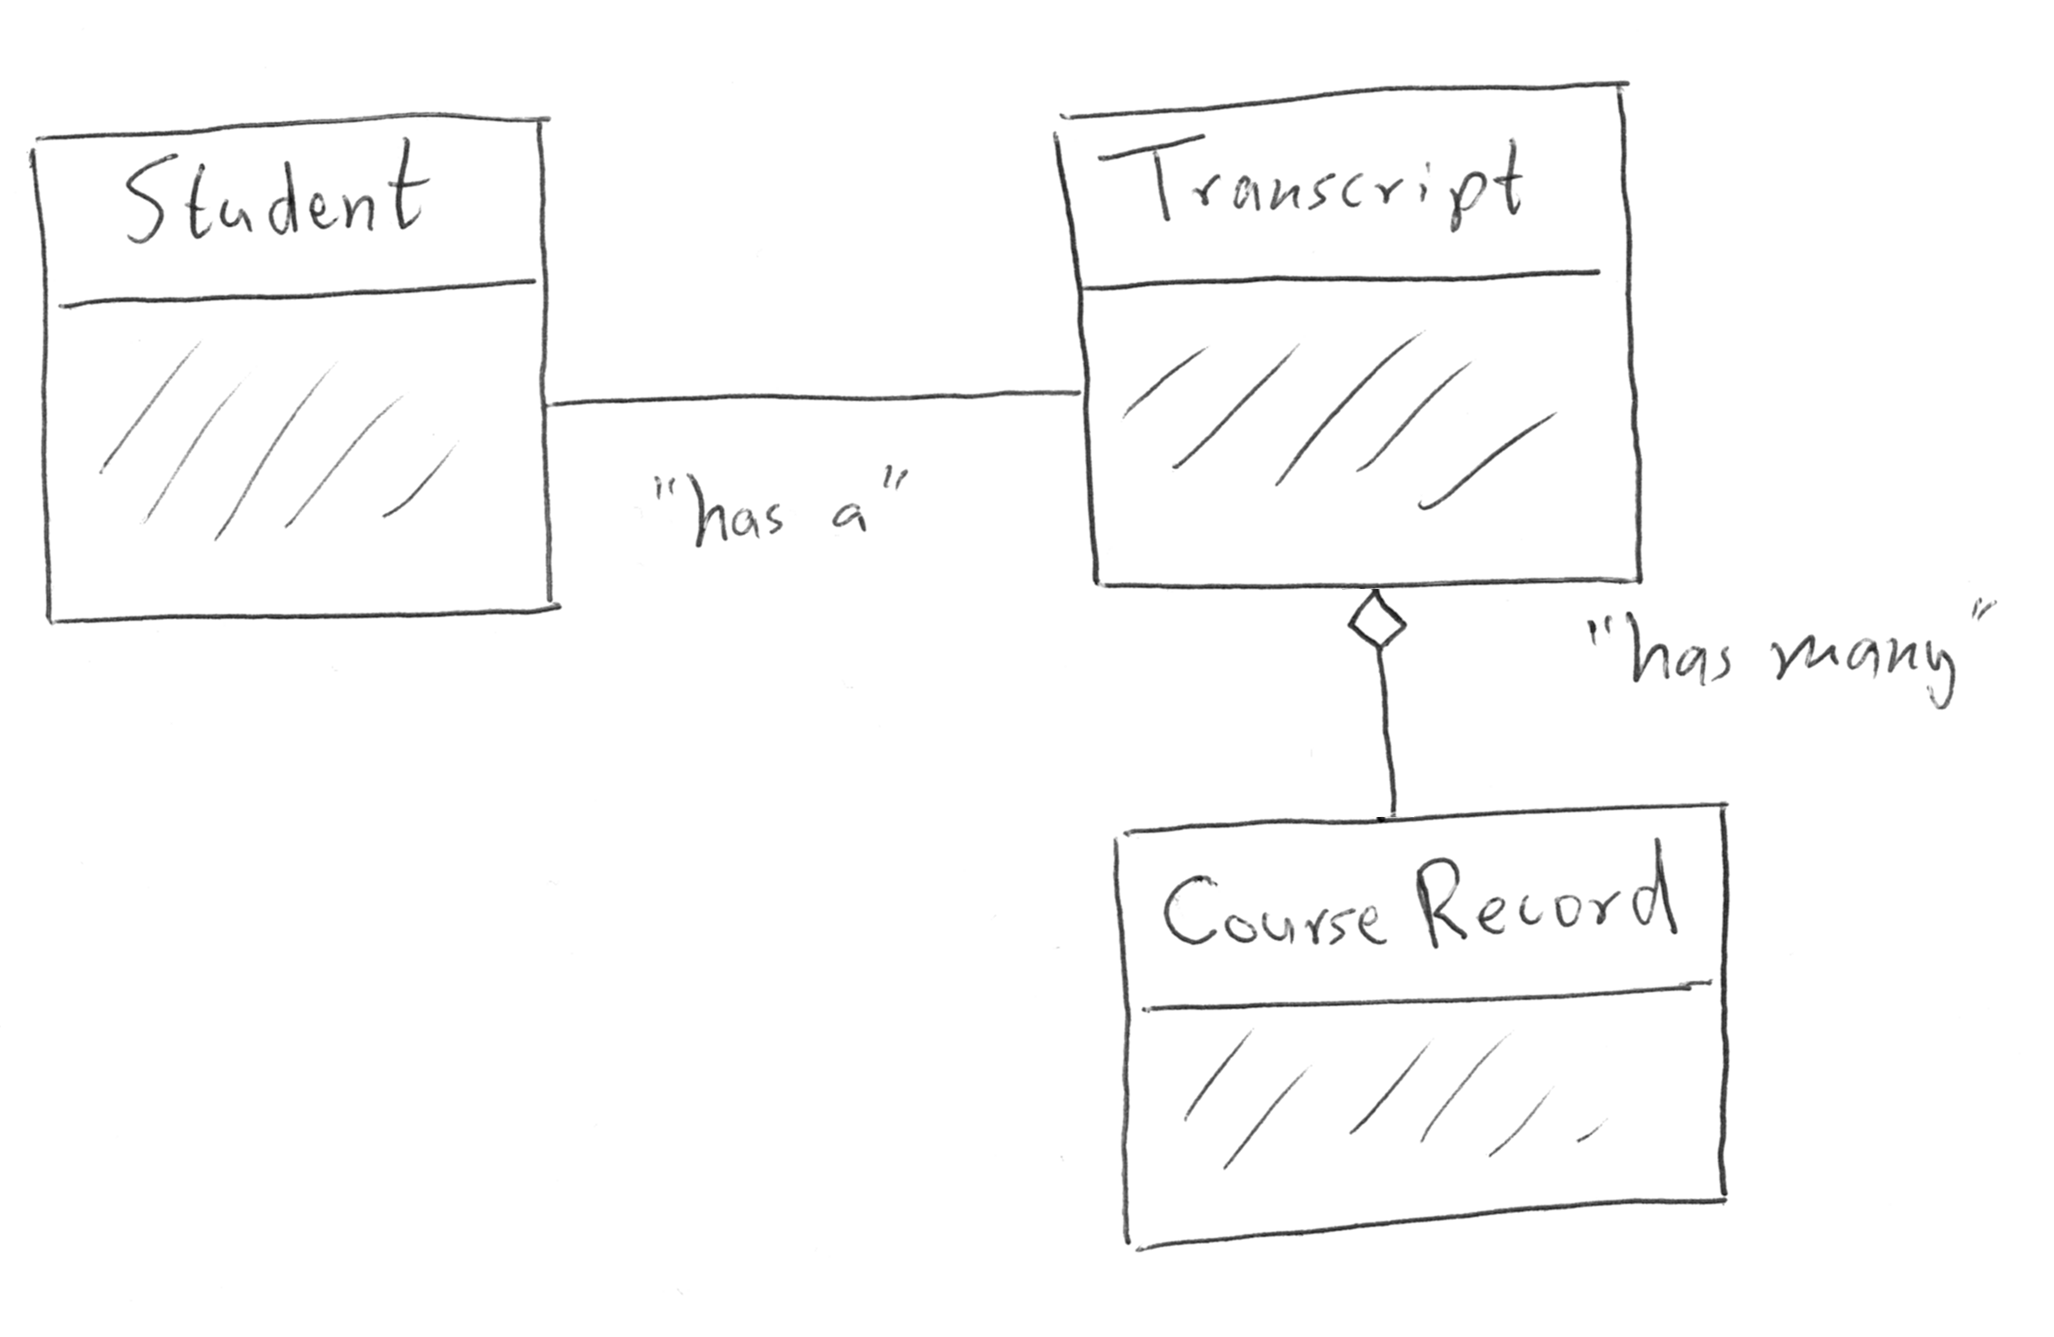 Student
Transcript
"has a"
"has many"
Course Record